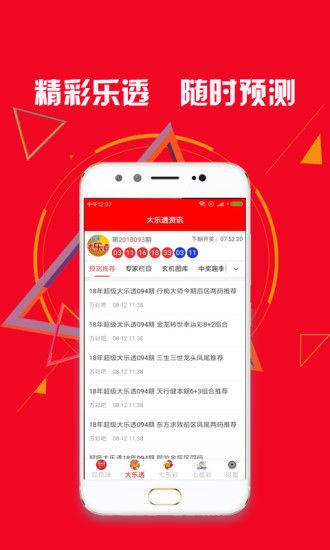 精彩乐透 随时预测
中午12:37
大乐透资讯
第2018093期
下期开奖：07:52:20
03 11 16 18 33 03 11
预测推荐 专家栏目 玄机图库 中奖趣事
18年超级大乐透094期 行痴大师今期后区两码推荐
万彩吧 08-12 11:38
18年超级大乐透094期 金龙转世幸运彩8+2组合
万彩吧 08-12 11:38
18年超级大乐透094期 三生三世龙头凤尾推荐
万彩吧 08-12 11:38
18年超级大乐透094期 天行健本期6+3组合推荐
万彩吧 08-12 11:38
18年超级大乐透094期 东方求败前区凤尾两码推荐
万彩吧 08-12 11:38
双色球 大乐透 七乐彩 七星彩 设置